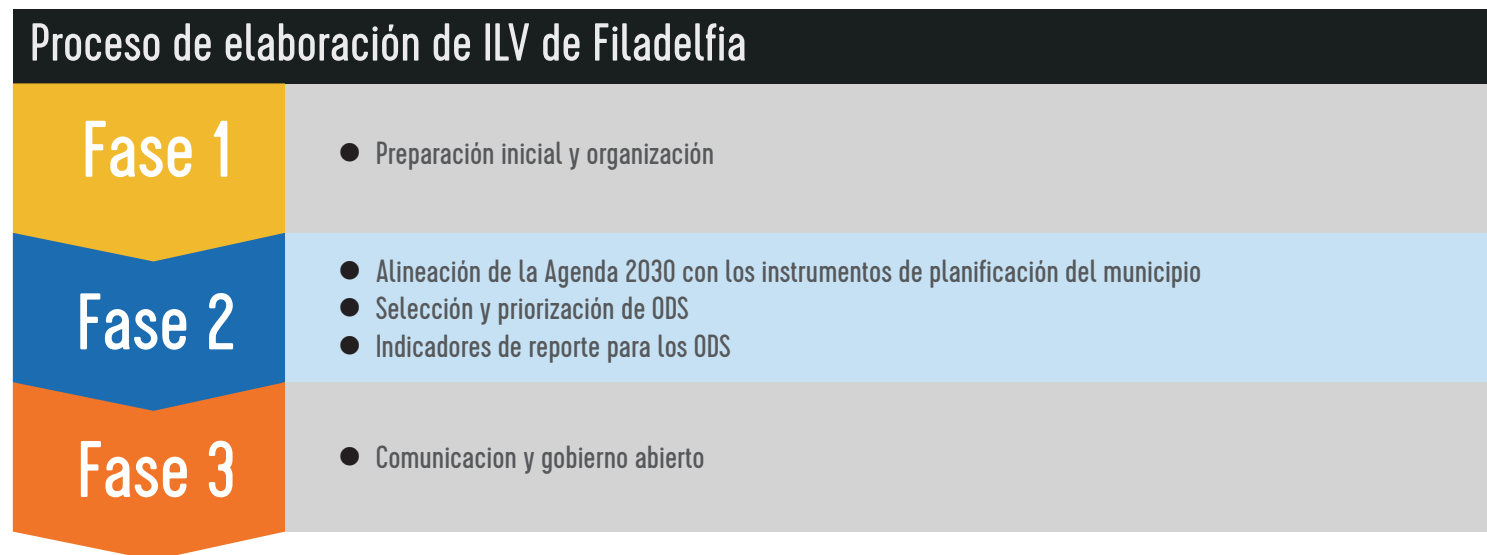 Proceso de elaboración de ILV de Filadelfia
Fase 1
● Preparación inicial y organización
Fase 2
● Alineación de la Agenda 2030 con los instrumentos de planificación del municipio
● Selección y priorización de ODS
● Indicadores de reporte para los ODS
Fase 3
● Comunicacion y gobierno abierto